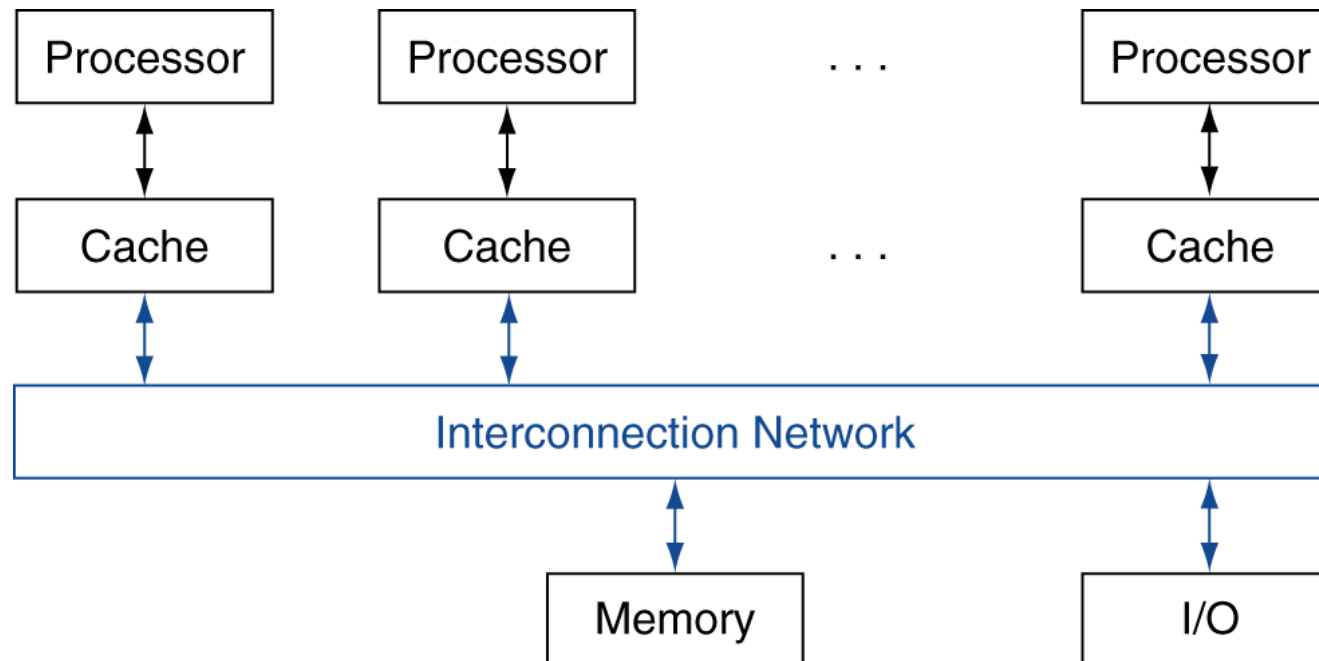 Processor Processor . . . Processor
Cache Cache . . . Cache
Interconnection Network
Memory I/O